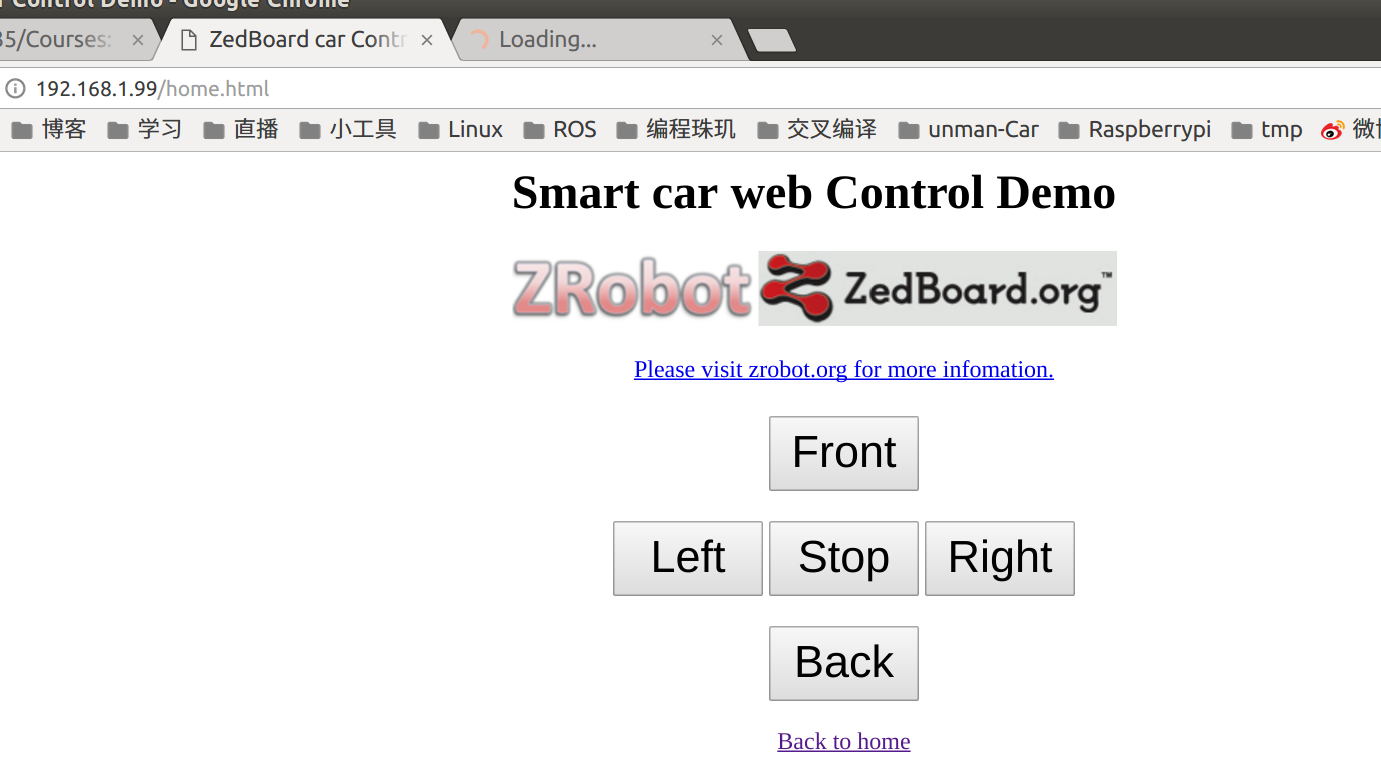 r Control Demo - Google Chrome
35/Courses: × ZedBoard car Contr × Loading... ×
192.168.1.99/home.html
博客 学习 直播 小工具 Linux ROS 编程珠玑 交叉编译 unman-Car Raspberrypi tmp 微博
Smart car web Control Demo
ZRobot ZedBoard.org™
Please visit zrobot.org for more infomation.
Front
Left Stop Right
Back
Back to home